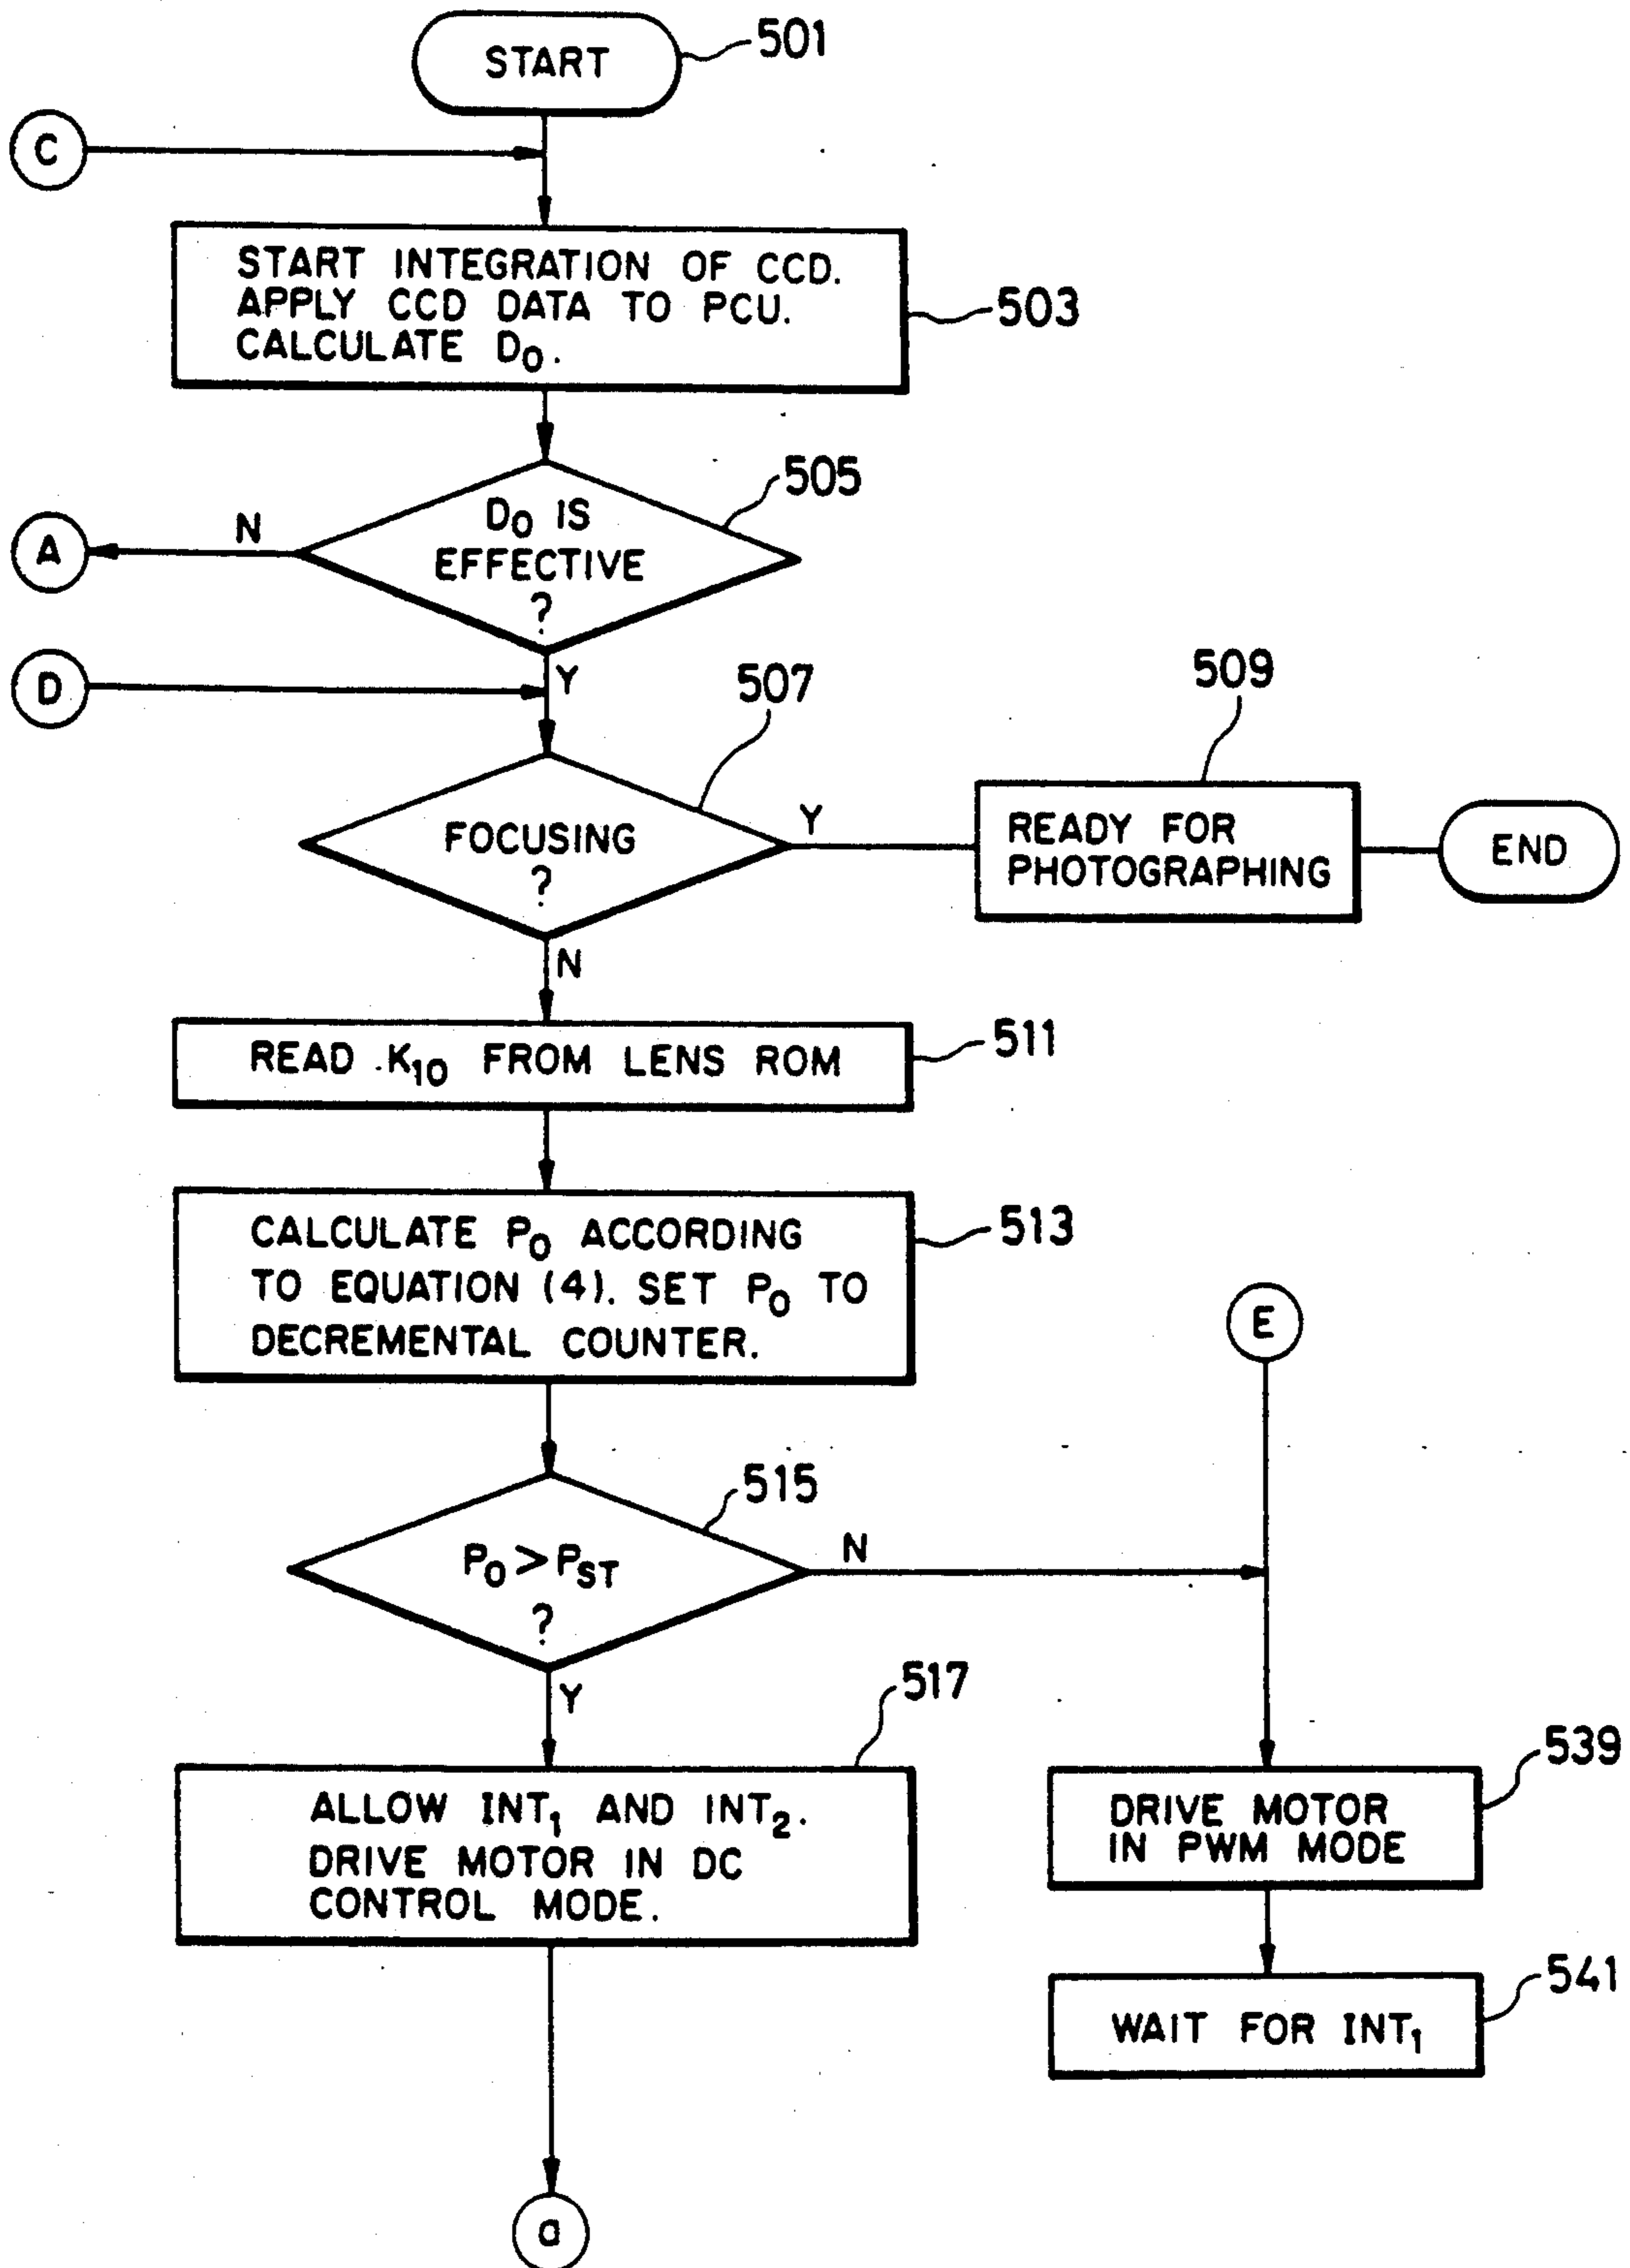 START
501
C
START INTEGRATION OF CCD.
APPLY CCD DATA TO PCU.
CALCULATE D₀.
503
505
D₀ IS
EFFECTIVE
?
N
A
Y
D
507
509
FOCUSING
?
Y
READY FOR
PHOTOGRAPHING
END
N
READ K₁₀ FROM LENS ROM
511
CALCULATE P₀ ACCORDING
TO EQUATION (4). SET P₀ TO
DECREMENTAL COUNTER.
513
E
515
P₀ > P_ST
?
N
Y
517
ALLOW INT₁ AND INT₂.
DRIVE MOTOR IN DC
CONTROL MODE.
539
DRIVE MOTOR
IN PWM MODE
541
WAIT FOR INT₁
a